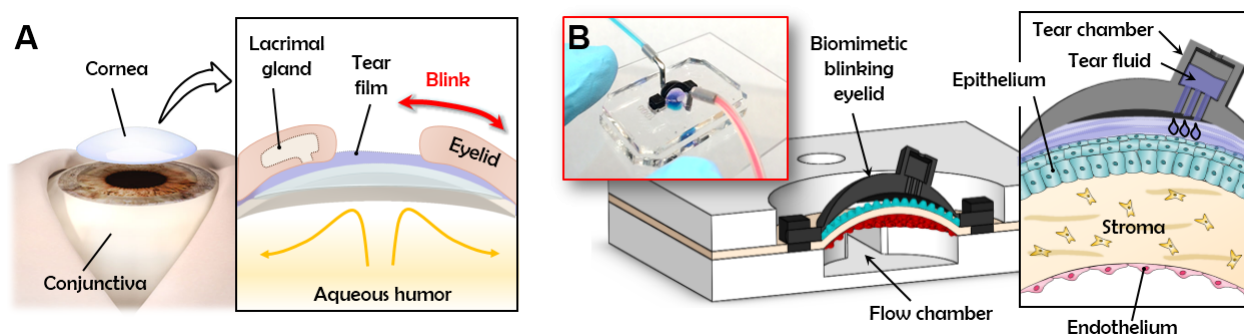 A
Cornea
Conjunctiva
Lacrimal
gland
Tear
film
Blink
Eyelid
Aqueous humor
B
Biomimetic
blinking
eyelid
Flow chamber
Tear chamber
Tear fluid
Epithelium
Stroma
Endothelium